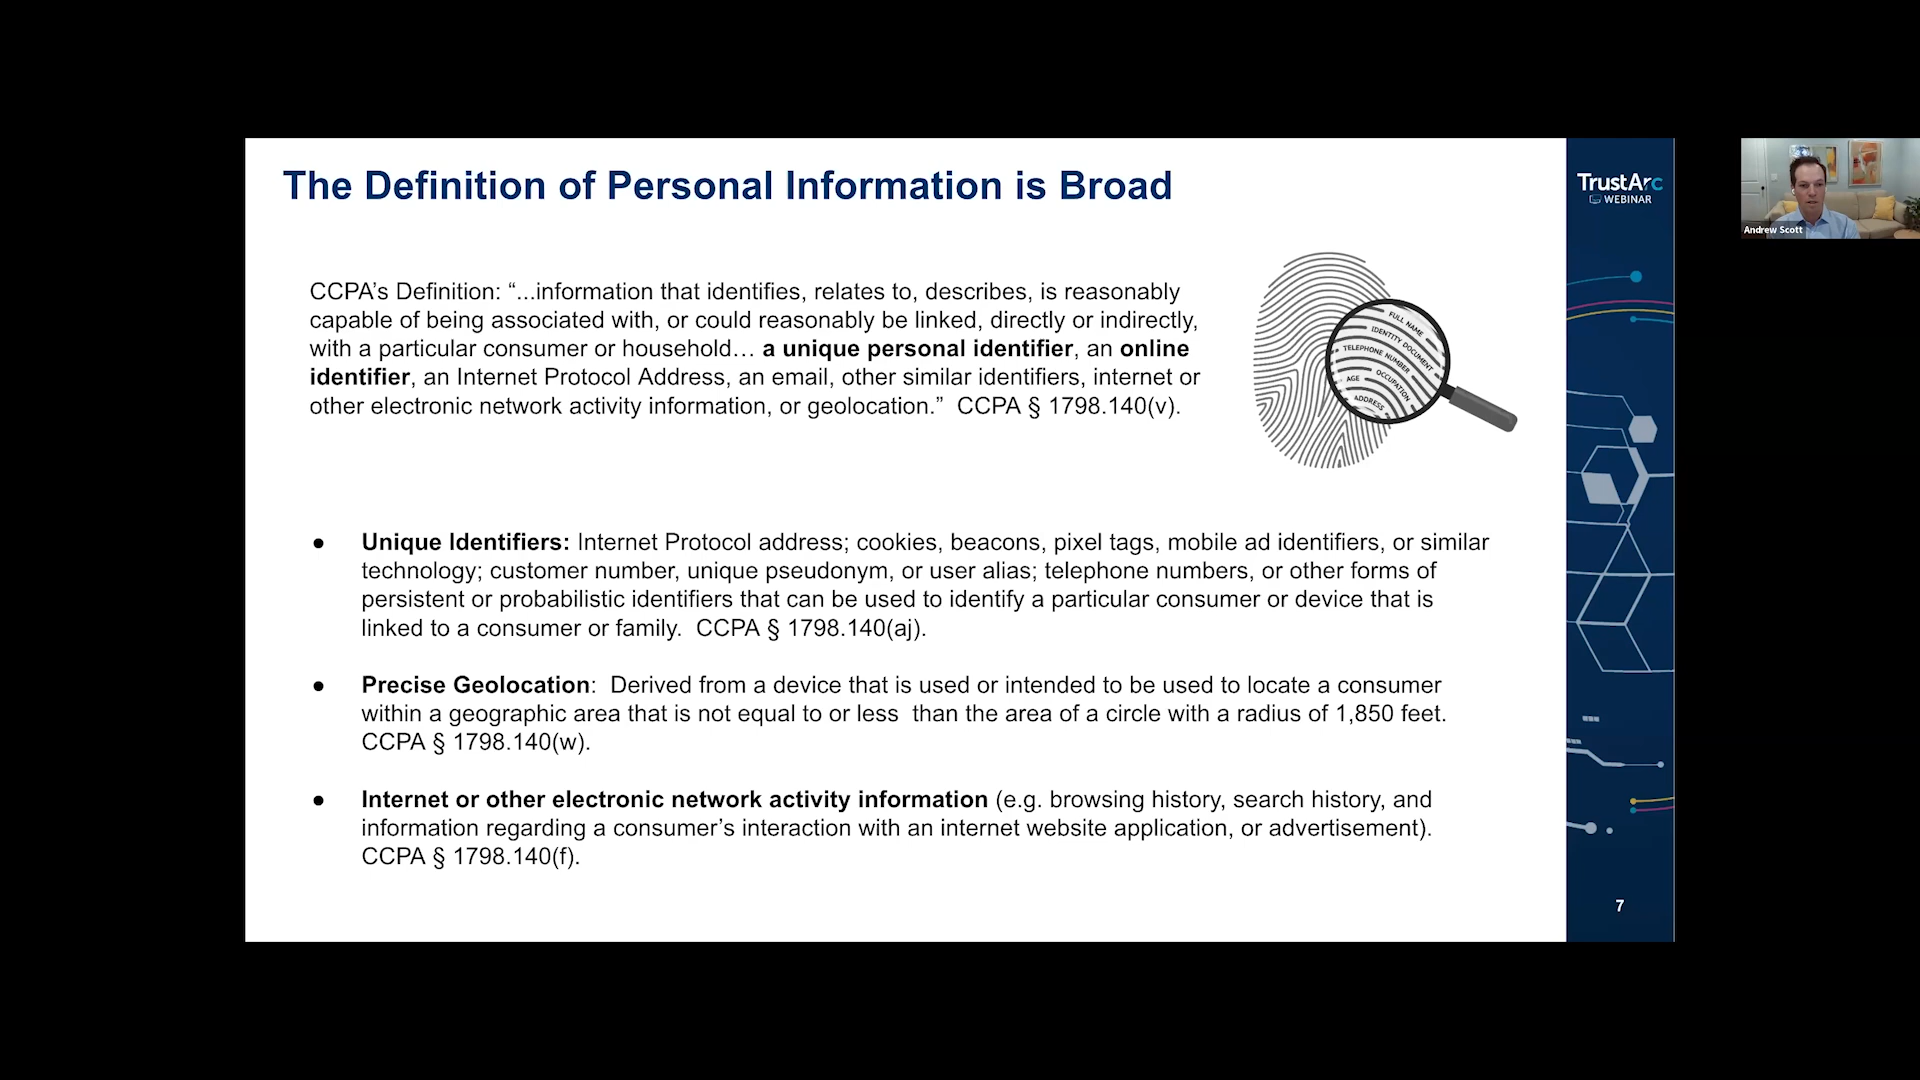 The Definition of Personal Information is Broad
CCPA's Definition: “...information that identifies, relates to, describes, is reasonably
capable of being associated with, or could reasonably be linked, directly or indirectly,
with a particular consumer or household… a unique personal identifier, an online
identifier, an Internet Protocol Address, an email, other similar identifiers, internet or
other electronic network activity information, or geolocation.”  CCPA § 1798.140(v).
FULL NAME
IDENTITY DOCUMENT
TELEPHONE NUMBER
AGE
OCCUPATION
ADDRESS
● Unique Identifiers: Internet Protocol address; cookies, beacons, pixel tags, mobile ad identifiers, or similar
technology; customer number, unique pseudonym, or user alias; telephone numbers, or other forms of
persistent or probabilistic identifiers that can be used to identify a particular consumer or device that is
linked to a consumer or family.  CCPA § 1798.140(aj).
● Precise Geolocation:  Derived from a device that is used or intended to be used to locate a consumer
within a geographic area that is not equal to or less  than the area of a circle with a radius of 1,850 feet.
CCPA § 1798.140(w).
● Internet or other electronic network activity information (e.g. browsing history, search history, and
information regarding a consumer’s interaction with an internet website application, or advertisement).
CCPA § 1798.140(f).
TrustArc
WEBINAR
7
Andrew Scott